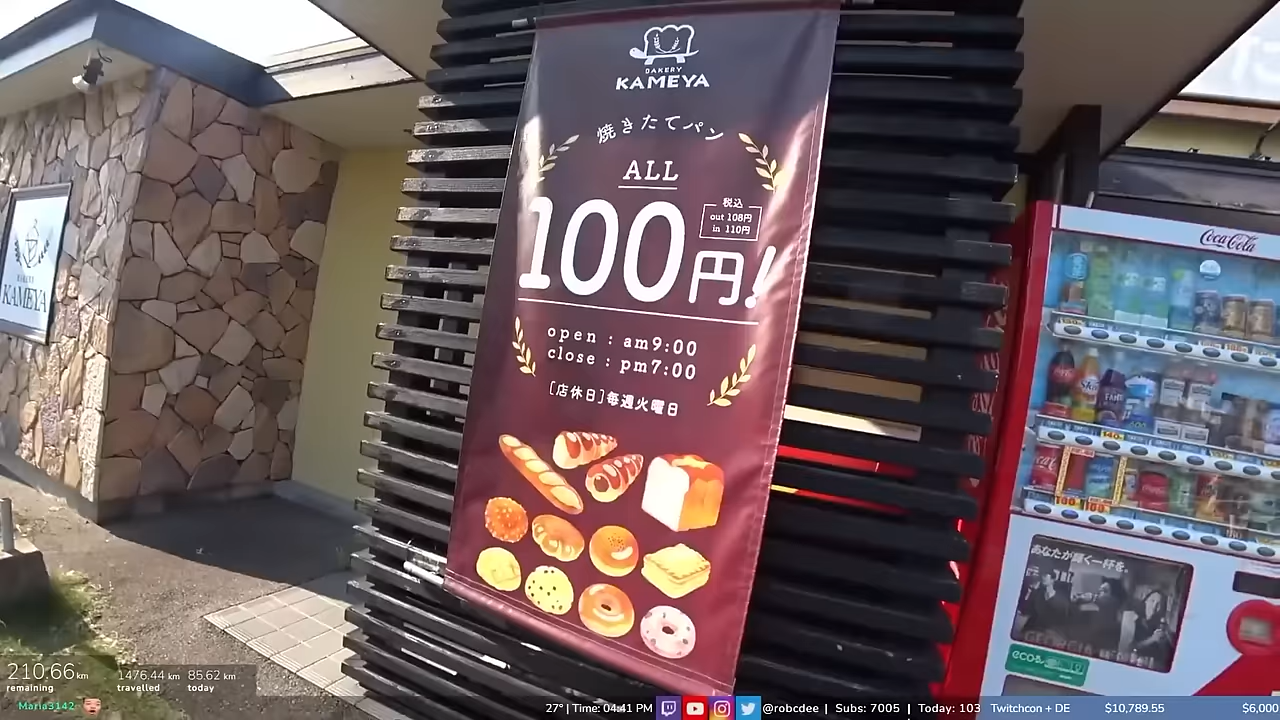 BAKERY
KAMEYA
焼きたてパン
ALL
100円!
税込
out 108円
in 110円
open : am9:00
close : pm7:00
[店休日]毎週火曜日
BAKERY
KAMEYA
Coca-Cola
あなたが輝く一杯を。
GEORGIA
eco
210.66 km
remaining
1476.44 km
travelled
85.62 km
today
Maria3142
27° | Time: 04:41 PM
@robcdee | Subs: 7005 | Today: 103
Twitchcon + DE $10,789.55 $6,000